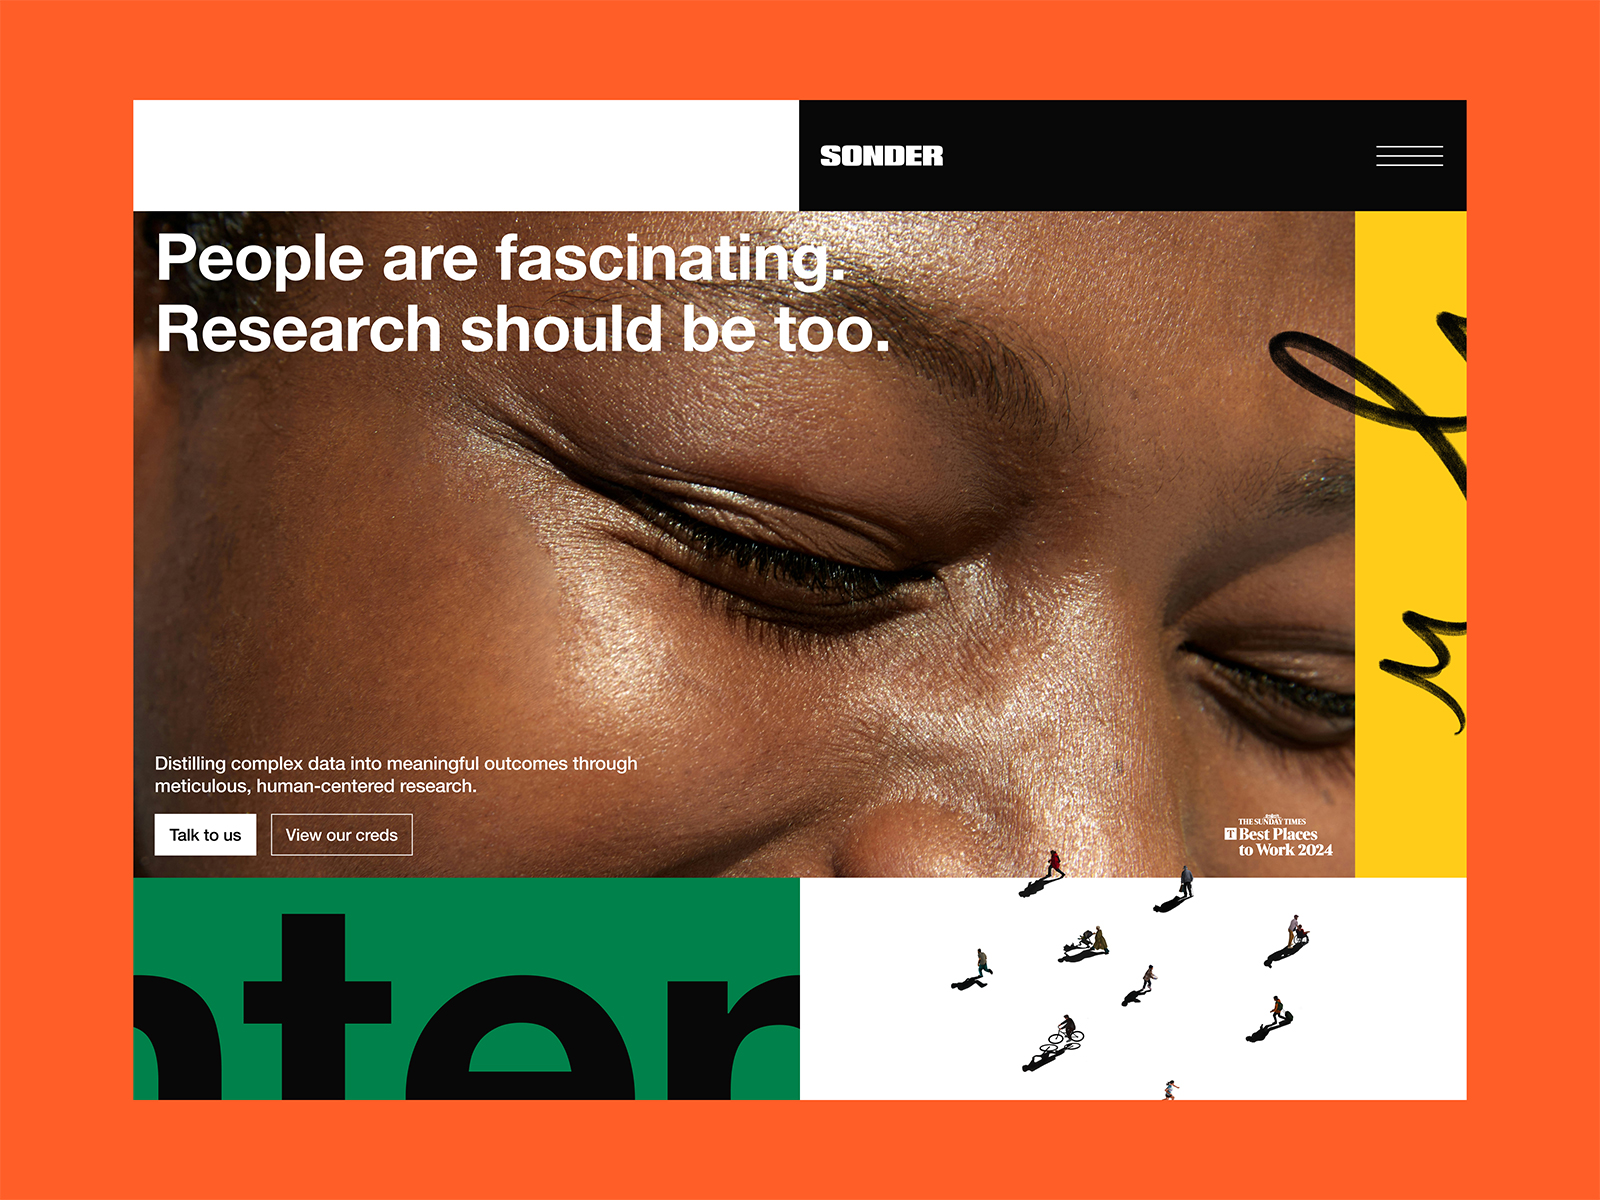 SONDER
People are fascinating.
Research should be too.
Distilling complex data into meaningful outcomes through
meticulous, human-centered research.
Talk to us
View our creds
THE SUNDAY TIMES
T Best Places
to Work 2024
nter